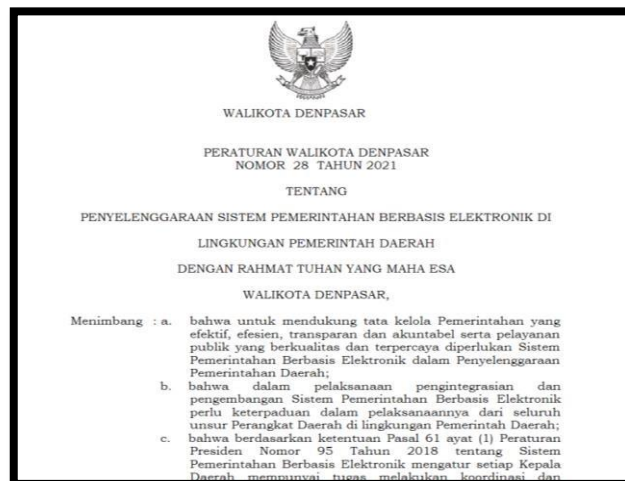 WALIKOTA DENPASAR
PERATURAN WALIKOTA DENPASAR
NOMOR 28 TAHUN 2021
TENTANG
PENYELENGGARAAN SISTEM PEMERINTAHAN BERBASIS ELEKTRONIK DI
LINGKUNGAN PEMERINTAH DAERAH
DENGAN RAHMAT TUHAN YANG MAHA ESA
WALIKOTA DENPASAR,
Menimbang : a. bahwa untuk mendukung tata kelola Pemerintahan yang
efektif, efesien, transparan dan akuntabel serta pelayanan
publik yang berkualitas dan terpercaya diperlukan Sistem
Pemerintahan Berbasis Elektronik dalam Penyelenggaraan
Pemerintahan Daerah;
b. bahwa dalam pelaksanaan pengintegrasian dan
pengembangan Sistem Pemerintahan Berbasis Elektronik
perlu keterpaduan dalam pelaksanaannya dari seluruh
unsur Perangkat Daerah di lingkungan Pemerintah Daerah;
c. bahwa berdasarkan ketentuan Pasal 61 ayat (1) Peraturan
Presiden Nomor 95 Tahun 2018 tentang Sistem
Pemerintahan Berbasis Elektronik mengatur setiap Kepala
Daerah mempunyai tugas melakukan koordinasi dan